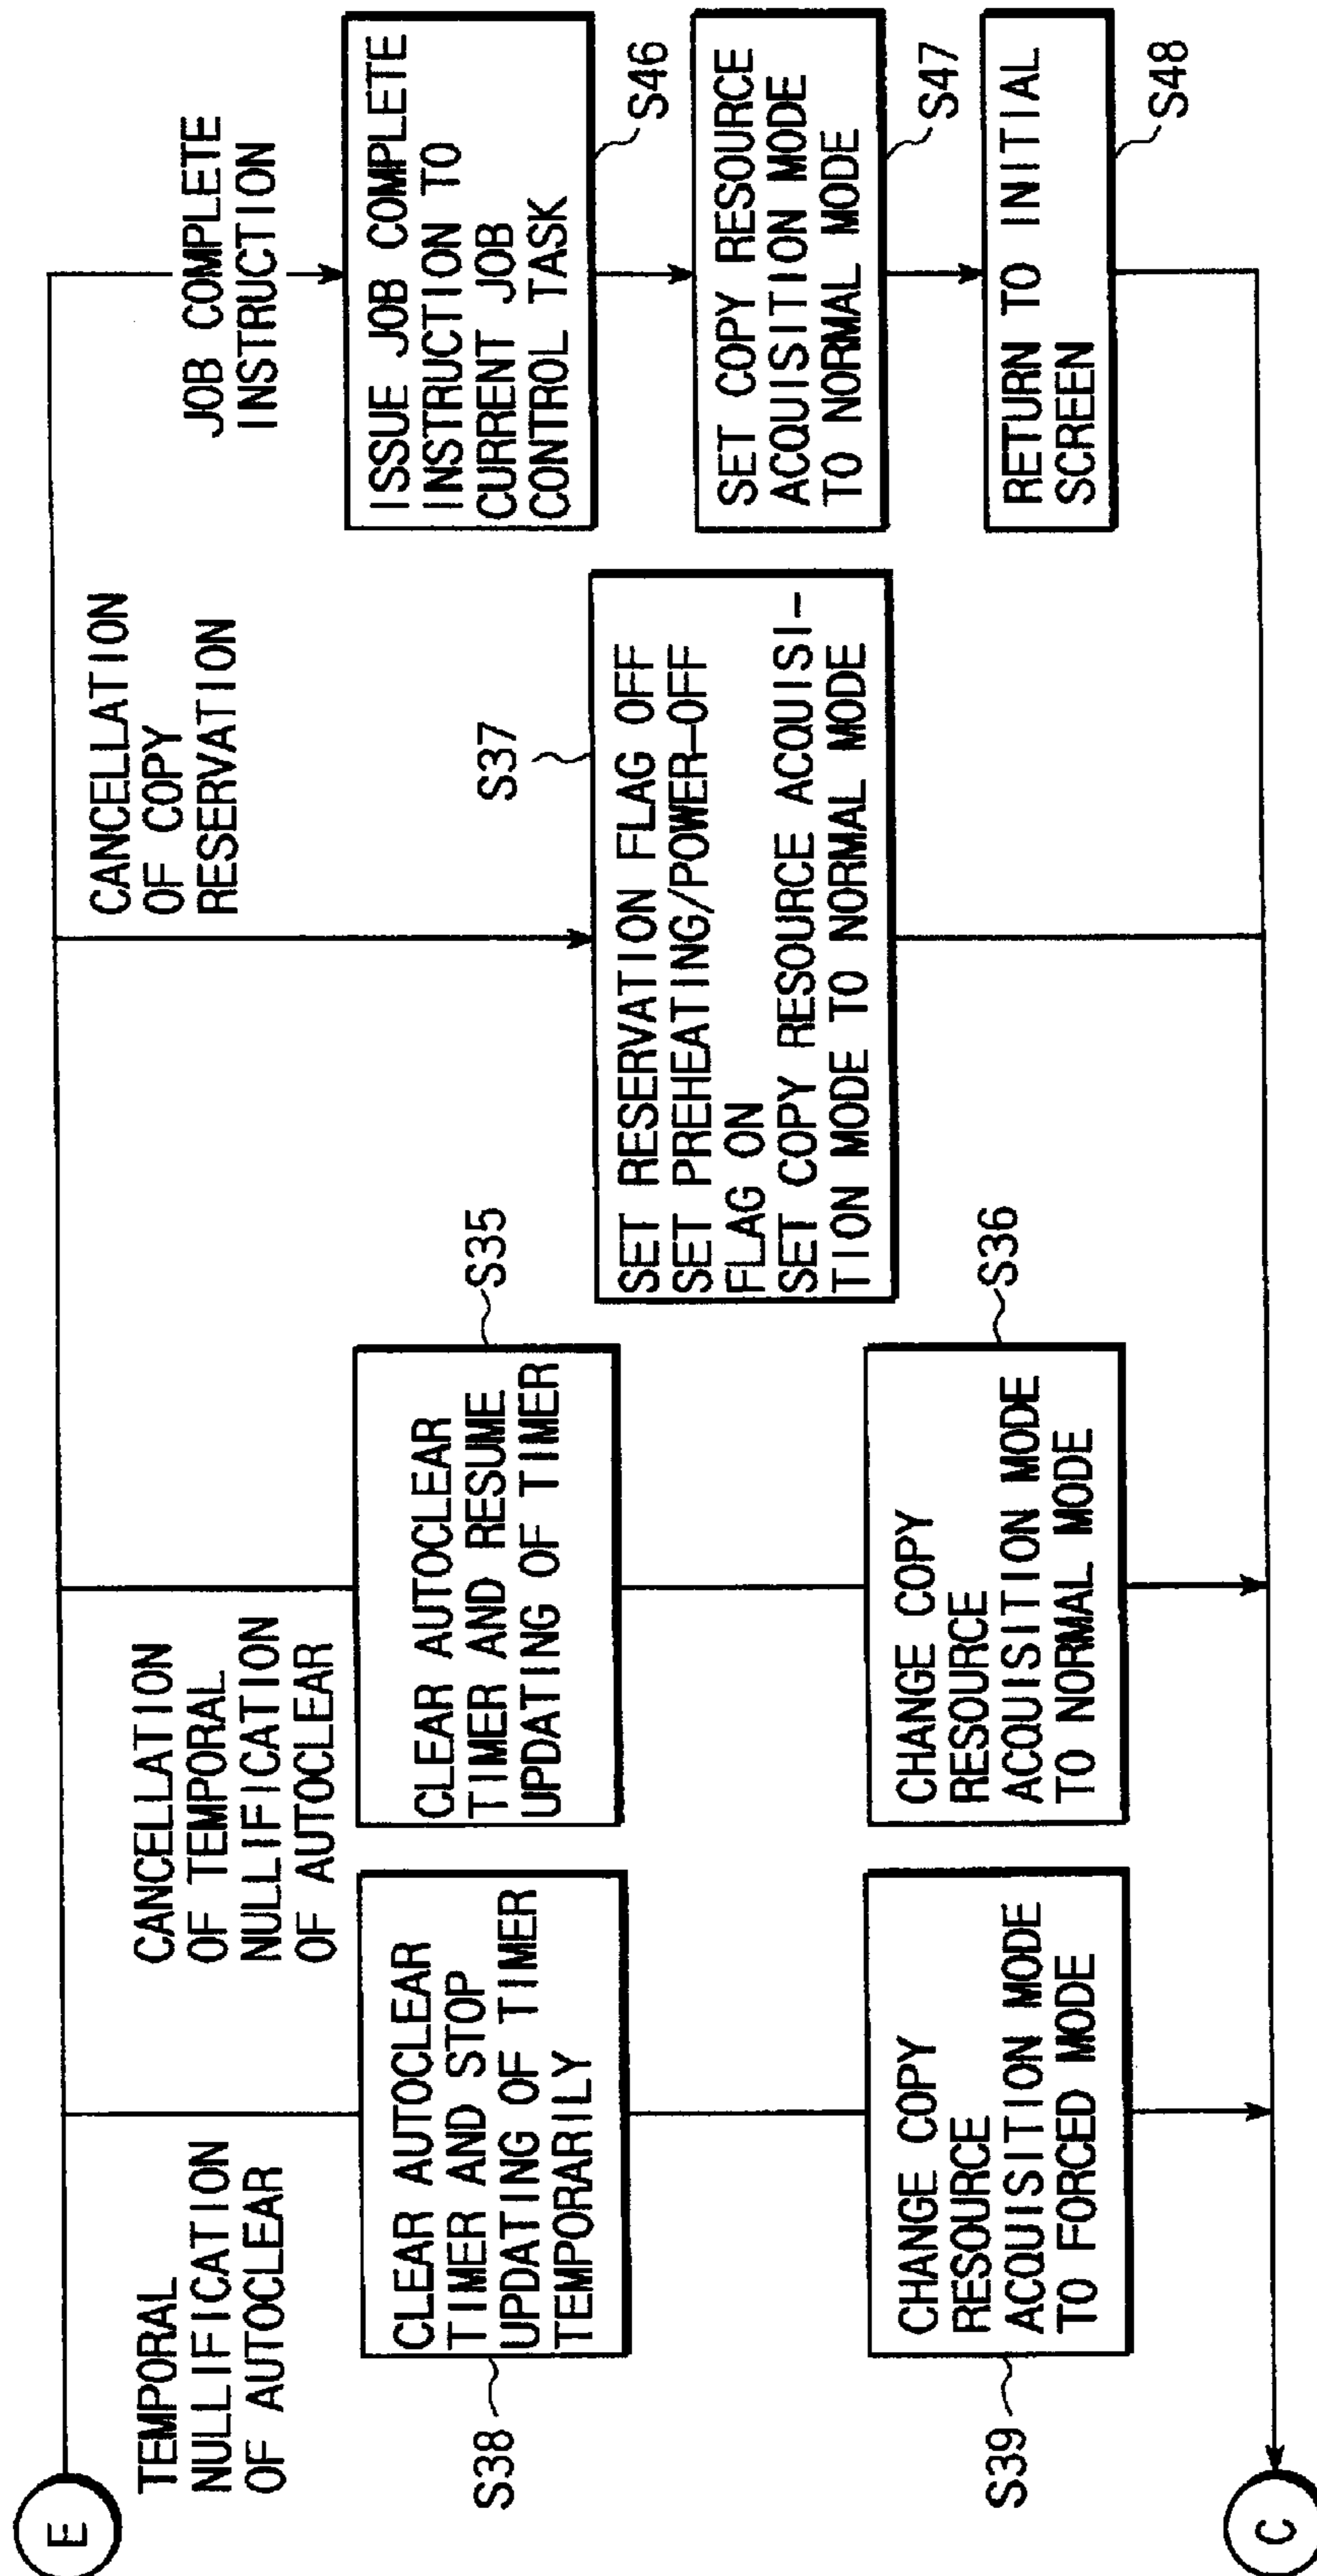 E
TEMPORAL
NULLIFICATION
OF AUTOCLEAR
S38
CLEAR AUTOCLEAR
TIMER AND STOP
UPDATING OF TIMER
TEMPORARILY
S39
CHANGE COPY
RESOURCE
ACQUISITION MODE
TO FORCED MODE
CANCELLATION
OF TEMPORAL
NULLIFICATION
OF AUTOCLEAR
S35
CLEAR AUTOCLEAR
TIMER AND RESUME
UPDATING OF TIMER
S36
CHANGE COPY
RESOURCE
ACQUISITION MODE
TO NORMAL MODE
CANCELLATION
OF COPY
RESERVATION
S37
SET RESERVATION FLAG OFF
SET PREHEATING/POWER-OFF
FLAG ON
SET COPY RESOURCE ACQUISI-
TION MODE TO NORMAL MODE
JOB COMPLETE
INSTRUCTION
ISSUE JOB COMPLETE
INSTRUCTION TO
CURRENT JOB
CONTROL TASK
S46
SET COPY RESOURCE
ACQUISITION MODE
TO NORMAL MODE
S47
RETURN TO INITIAL
SCREEN
S48
C